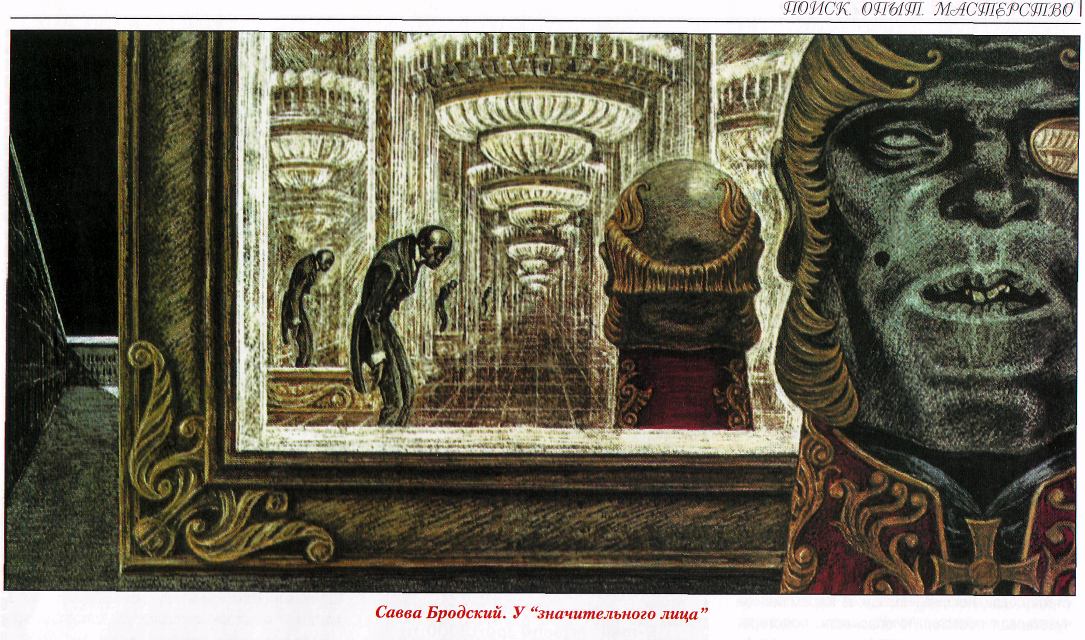 ПОИСК. ОПЫТ. МАСТЕРСТВО
Савва Бродский. У “значительного лица”